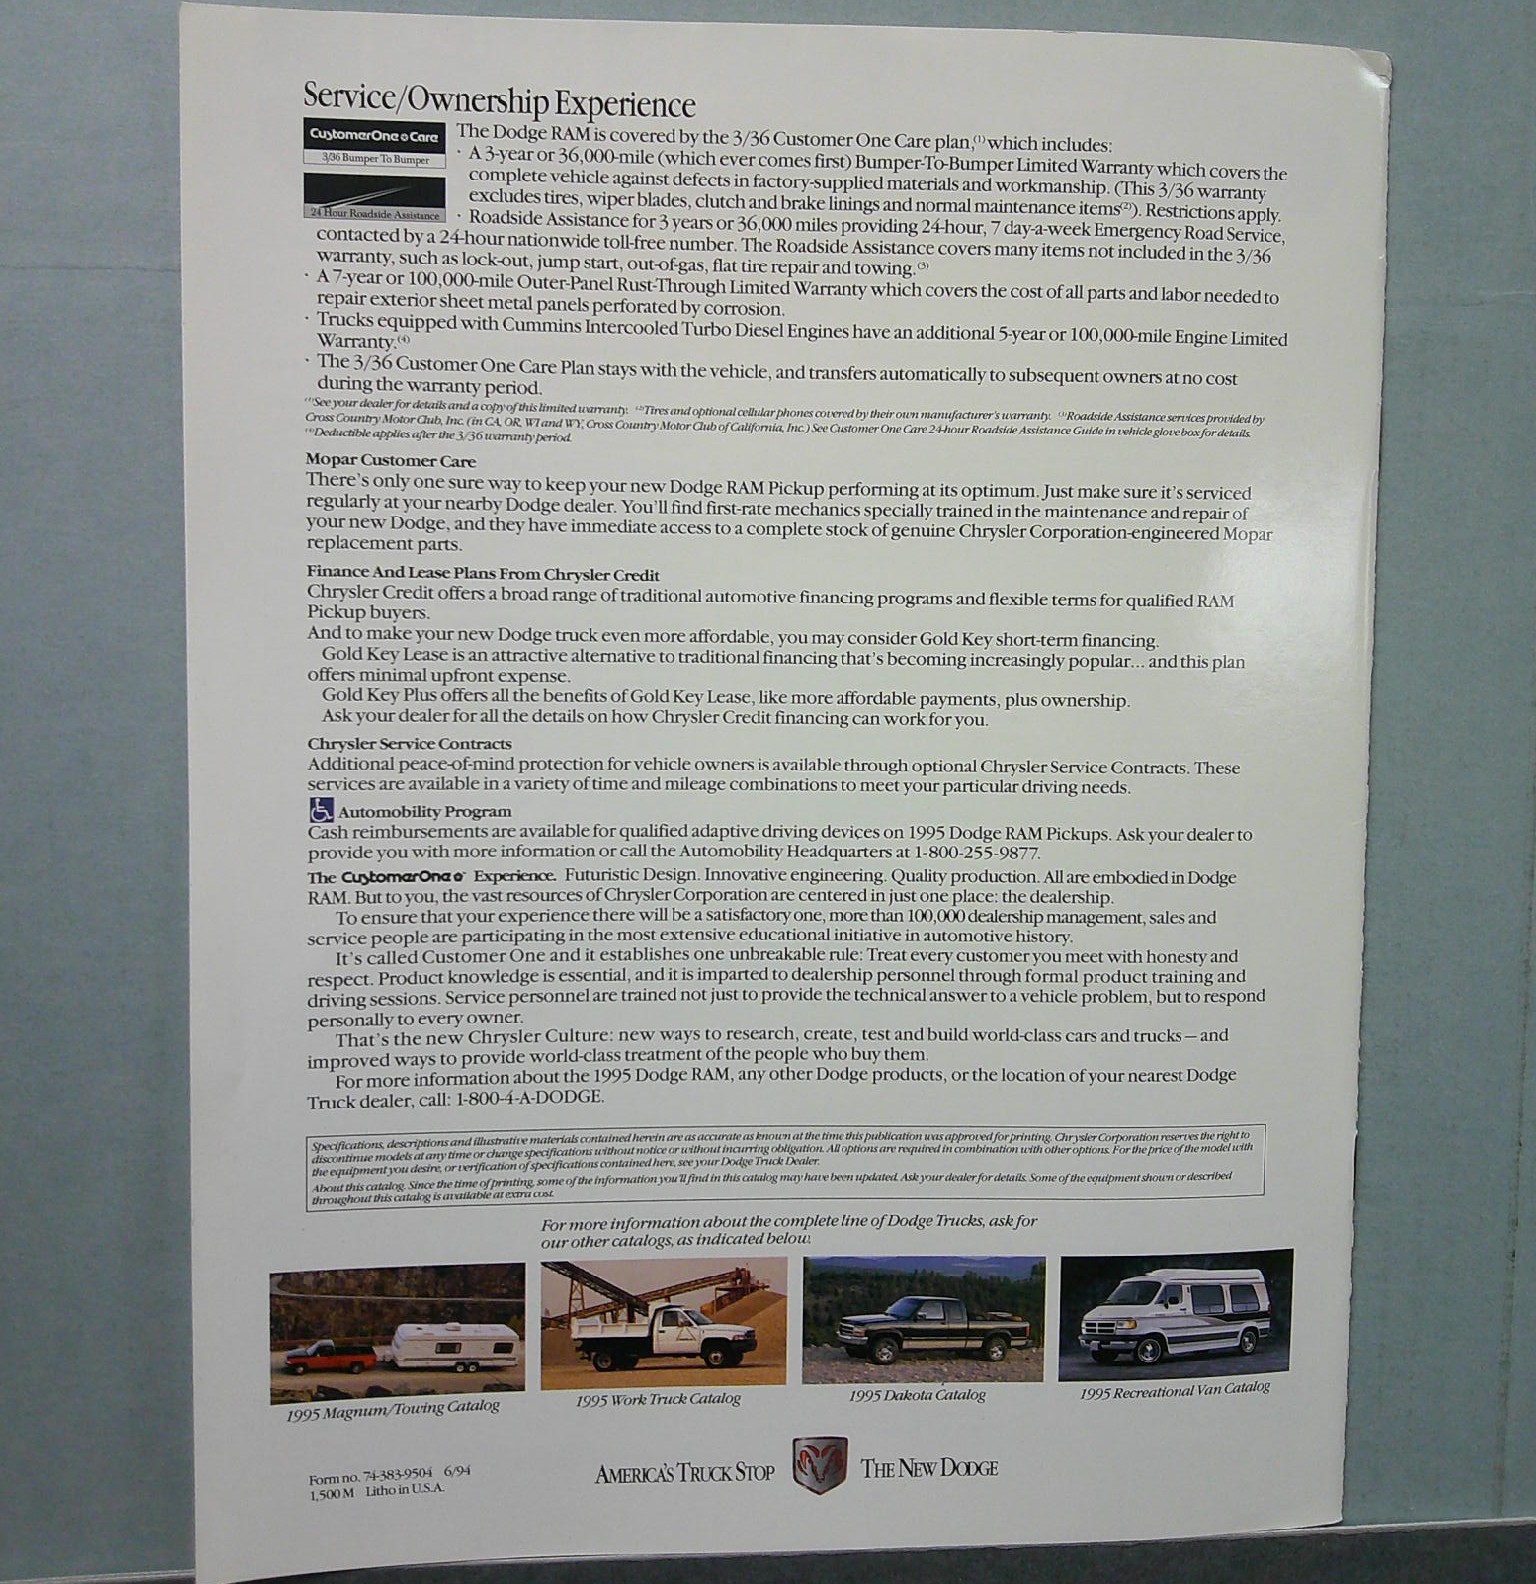 Service/Ownership Experience
CustomerOne Care
3/36 Bumper To Bumper
24 Hour Roadside Assistance
The Dodge RAM is covered by the 3/36 Customer One Care plan,(1) which includes:
· A 3-year or 36,000-mile (which ever comes first) Bumper-To-Bumper Limited Warranty which covers the
complete vehicle against defects in factory-supplied materials and workmanship. (This 3/36 warranty
excludes tires, wiper blades, clutch and brake linings and normal maintenance items(2)). Restrictions apply.
· Roadside Assistance for 3 years or 36,000 miles providing 24-hour, 7 day-a-week Emergency Road Service,
contacted by a 24-hour nationwide toll-free number. The Roadside Assistance covers many items not included in the 3/36
warranty, such as lock-out, jump start, out-of-gas, flat tire repair and towing.(3)
· A 7-year or 100,000-mile Outer-Panel Rust-Through Limited Warranty which covers the cost of all parts and labor needed to
repair exterior sheet metal panels perforated by corrosion.
· Trucks equipped with Cummins Intercooled Turbo Diesel Engines have an additional 5-year or 100,000-mile Engine Limited
Warranty.(4)
· The 3/36 Customer One Care Plan stays with the vehicle, and transfers automatically to subsequent owners at no cost
during the warranty period.
(1)See your dealer for details and a copy of this limited warranty. (2)Tires and optional cellular phones covered by their own manufacturer's warranty. (3)Roadside Assistance services provided by
Cross Country Motor Club, Inc. (in CA, OR, WI and WY, Cross Country Motor Club of California, Inc.) See Customer One Care 24-hour Roadside Assistance Guide in vehicle glove box for details.
(4)Deductible applies after the 3/36 warranty period.
Mopar Customer Care
There's only one sure way to keep your new Dodge RAM Pickup performing at its optimum. Just make sure it's serviced
regularly at your nearby Dodge dealer. You'll find first-rate mechanics specially trained in the maintenance and repair of
your new Dodge, and they have immediate access to a complete stock of genuine Chrysler Corporation-engineered Mopar
replacement parts.
Finance And Lease Plans From Chrysler Credit
Chrysler Credit offers a broad range of traditional automotive financing programs and flexible terms for qualified RAM
Pickup buyers.
And to make your new Dodge truck even more affordable, you may consider Gold Key short-term financing.
Gold Key Lease is an attractive alternative to traditional financing that's becoming increasingly popular... and this plan
offers minimal upfront expense.
Gold Key Plus offers all the benefits of Gold Key Lease, like more affordable payments, plus ownership.
Ask your dealer for all the details on how Chrysler Credit financing can work for you.
Chrysler Service Contracts
Additional peace-of-mind protection for vehicle owners is available through optional Chrysler Service Contracts. These
services are available in a variety of time and mileage combinations to meet your particular driving needs.
Automobility Program
Cash reimbursements are available for qualified adaptive driving devices on 1995 Dodge RAM Pickups. Ask your dealer to
provide you with more information or call the Automobility Headquarters at 1-800-255-9877.
The CustomerOne Experience. Futuristic Design. Innovative engineering. Quality production. All are embodied in Dodge
RAM. But to you, the vast resources of Chrysler Corporation are centered in just one place: the dealership.
To ensure that your experience there will be a satisfactory one, more than 100,000 dealership management, sales and
service people are participating in the most extensive educational initiative in automotive history.
It's called Customer One and it establishes one unbreakable rule: Treat every customer you meet with honesty and
respect. Product knowledge is essential, and it is imparted to dealership personnel through formal product training and
driving sessions. Service personnel are trained not just to provide the technical answer to a vehicle problem, but to respond
personally to every owner.
That's the new Chrysler Culture: new ways to research, create, test and build world-class cars and trucks – and
improved ways to provide world-class treatment of the people who buy them.
For more information about the 1995 Dodge RAM, any other Dodge products, or the location of your nearest Dodge
Truck dealer, call: 1-800-4-A-DODGE.
Specifications, descriptions and illustrative materials contained herein are as accurate as known at the time this publication was approved for printing. Chrysler Corporation reserves the right to
discontinue models at any time or change specifications without notice or without incurring obligation. All options are required in combination with other options. For the price of the model with
the equipment you desire, or verification of specifications contained here, see your Dodge Truck Dealer.
About this catalog. Since the time of printing, some of the information you'll find in this catalog may have been updated. Ask your dealer for details. Some of the equipment shown or described
throughout this catalog is available at extra cost.
For more information about the complete line of Dodge Trucks, ask for
our other catalogs, as indicated below.
1995 Magnum/Towing Catalog
1995 Work Truck Catalog
1995 Dakota Catalog
1995 Recreational Van Catalog
Form no. 74-383-9504 6/94
1,500 M Litho in U.S.A.
AMERICA'S TRUCK STOP
THE NEW DODGE